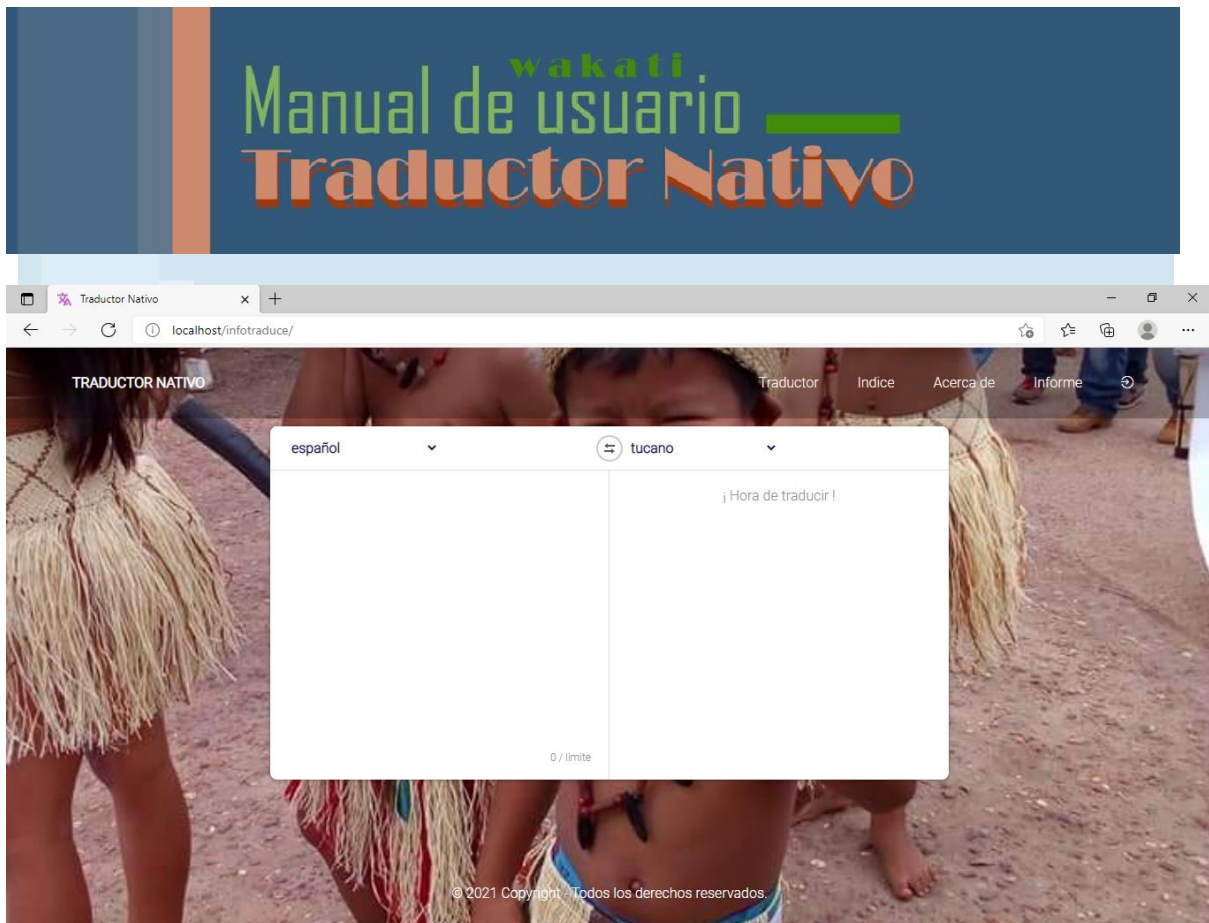 wakati
Manual de usuario
Traductor Nativo
Traductor Nativo
localhost/infotraduce/
TRADUCTOR NATIVO
Traductor Indice Acerca de Informe
español tucano
¡ Hora de traducir !
0 / limite
© 2021 Copyright - Todos los derechos reservados.